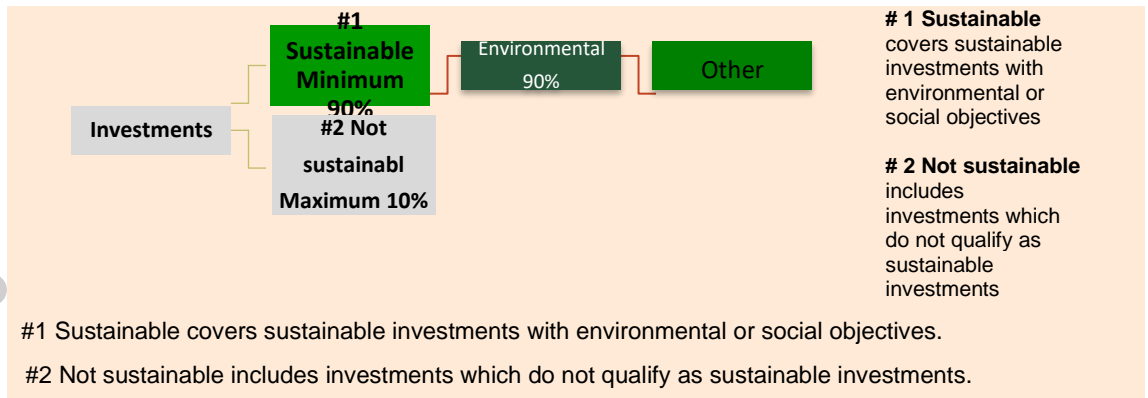 Investments
#1
Sustainable
Minimum
90%
#2 Not
sustainabl
Maximum 10%
Environmental
90%
Other
# 1 Sustainable
covers sustainable
investments with
environmental or
social objectives
# 2 Not sustainable
includes
investments which
do not qualify as
sustainable
investments
#1 Sustainable covers sustainable investments with environmental or social objectives.
#2 Not sustainable includes investments which do not qualify as sustainable investments.